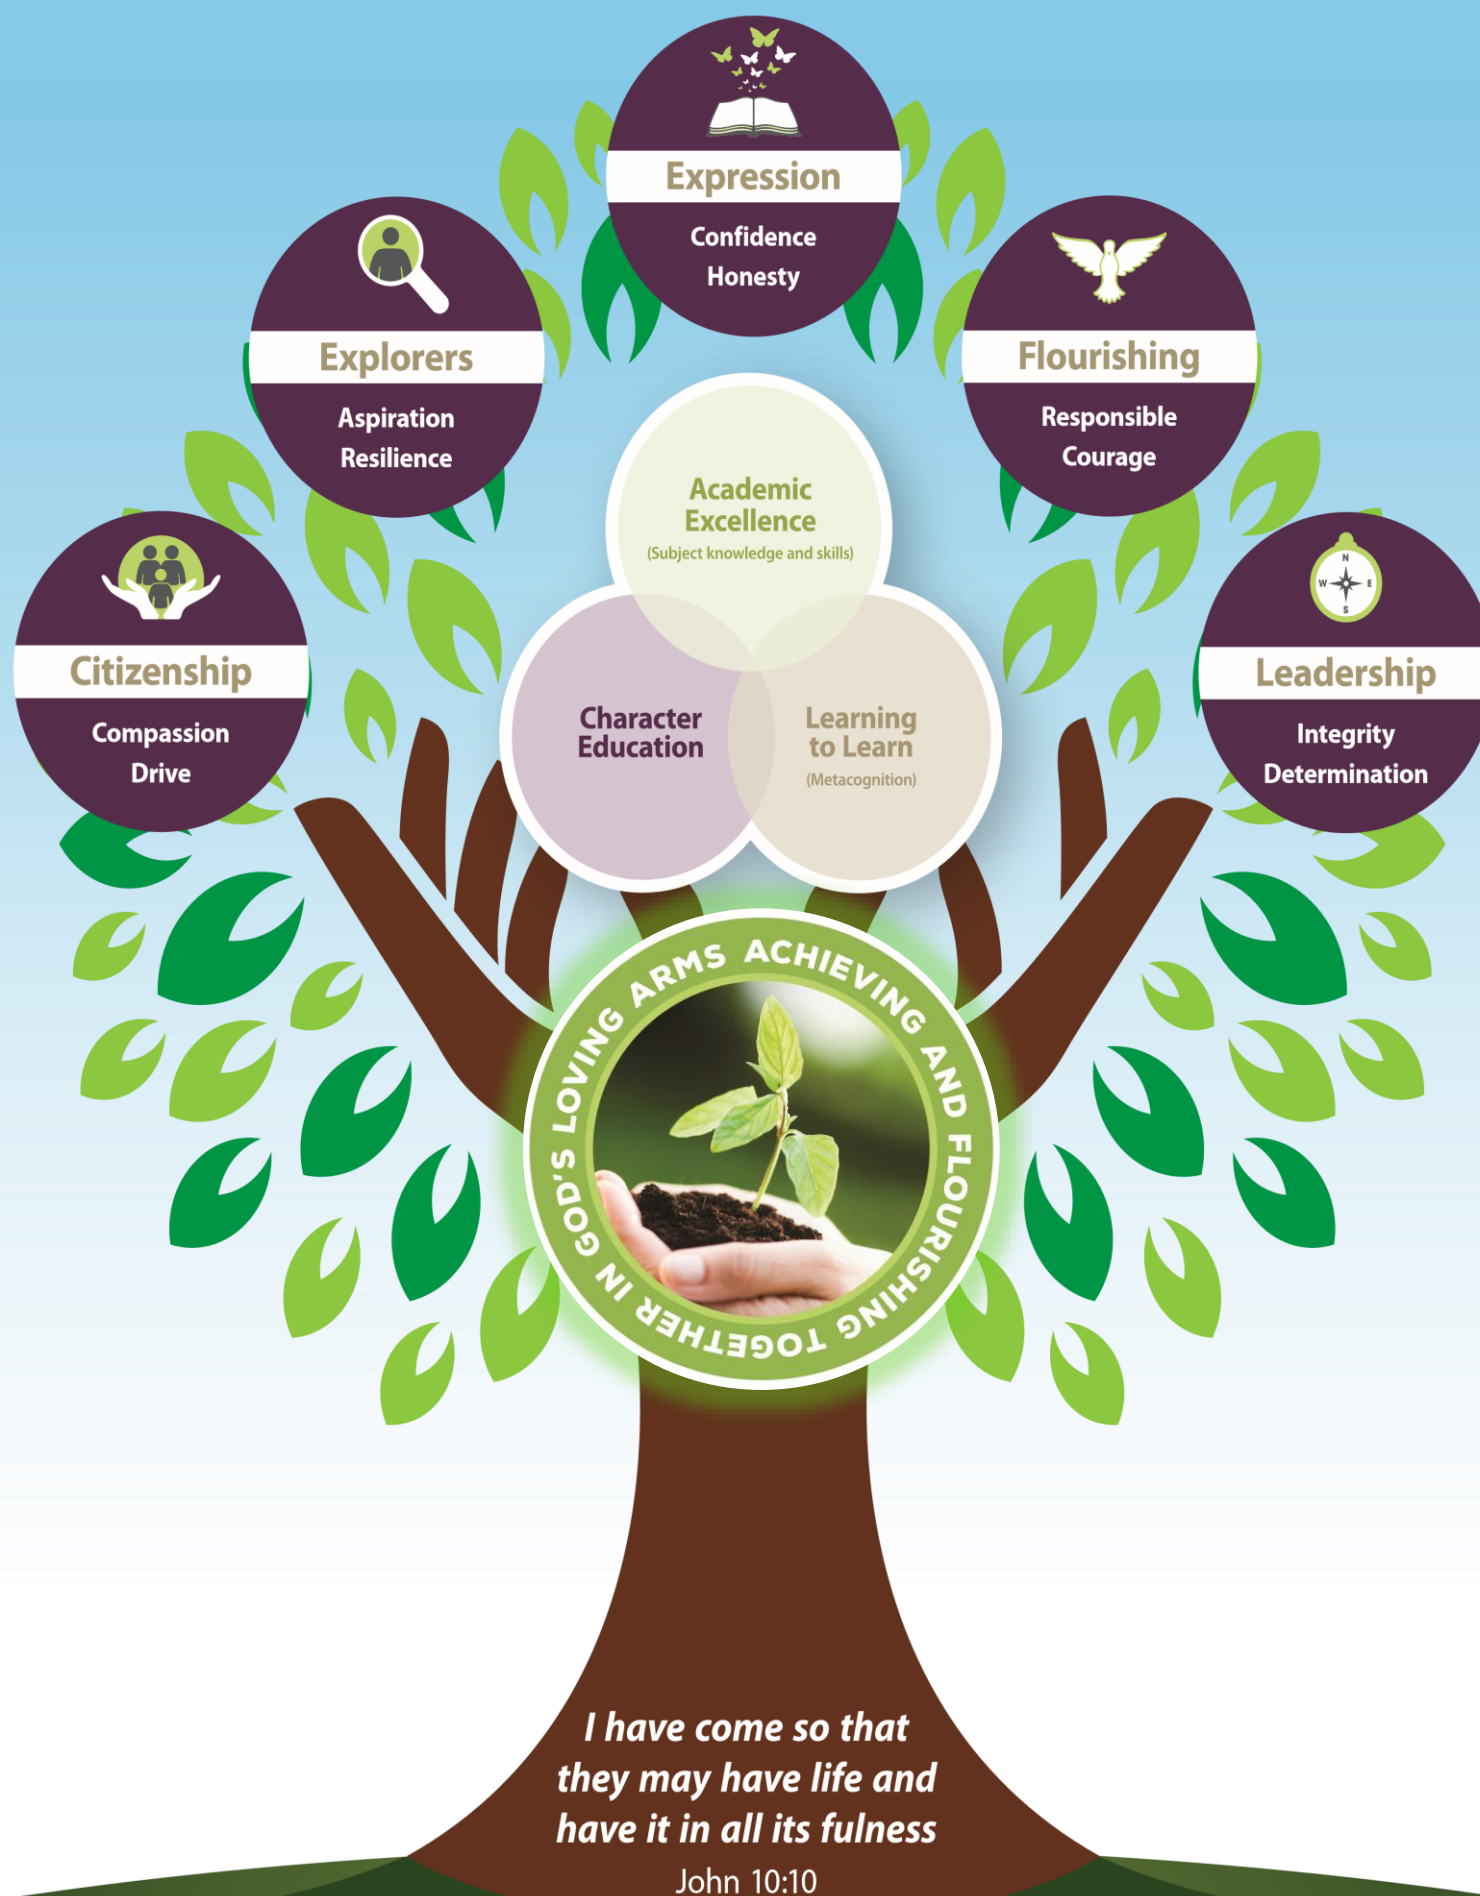 Expression
Confidence
Honesty
Explorers
Aspiration
Resilience
Flourishing
Responsible
Courage
Citizenship
Compassion
Drive
N
W E
S
Leadership
Integrity
Determination
Academic
Excellence
(Subject knowledge and skills)
Character
Education
Learning
to Learn
(Metacognition)
ACHIEVING AND FLOURISHING TOGETHER IN GOD'S LOVING ARMS
I have come so that
they may have life and
have it in all its fulness
John 10:10